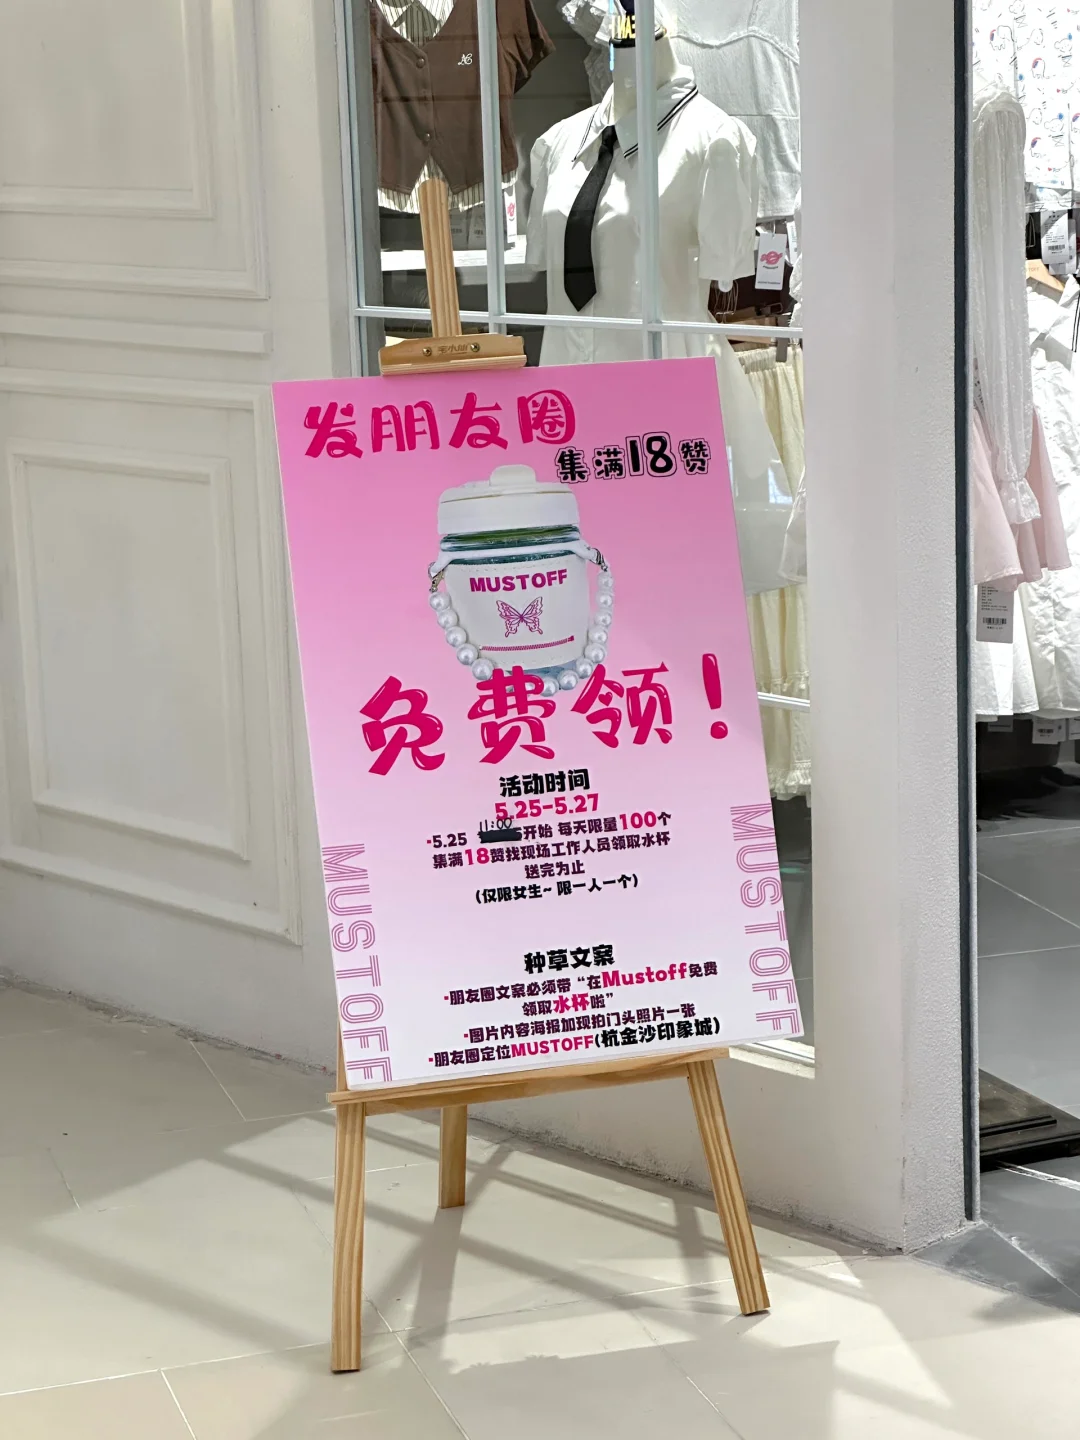 发朋友圈
集满18赞
MUSTOFF
免费领！
活动时间
5.25-5.27
·5.25 11:00开始 每天限量100个
集满18赞找现场工作人员领取水杯
送完为止
(仅限女生~ 限一人一个)
MUSTOFF
MUSTOFF
种草文案
·朋友圈文案必须带“在Mustoff免费
领取水杯啦”
·图片内容海报加现拍门头照片一张
·朋友圈定位MUSTOFF(杭金沙印象城)